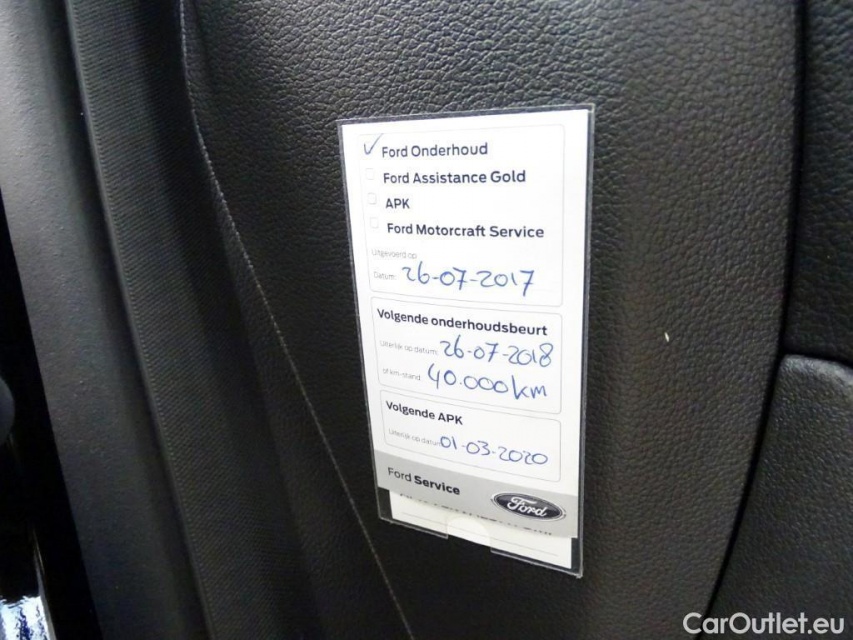 ✓ Ford Onderhoud
Ford Assistance Gold
APK
Ford Motorcraft Service
Uitgevoerd op
Datum: 26-07-2017
Volgende onderhoudsbeurt
Uiterlijk op datum: 26-07-2018
of km-stand: 40.000km
Volgende APK
Uiterlijk op datum: 01-03-2020
Ford Service
Ford
CarOutlet.eu